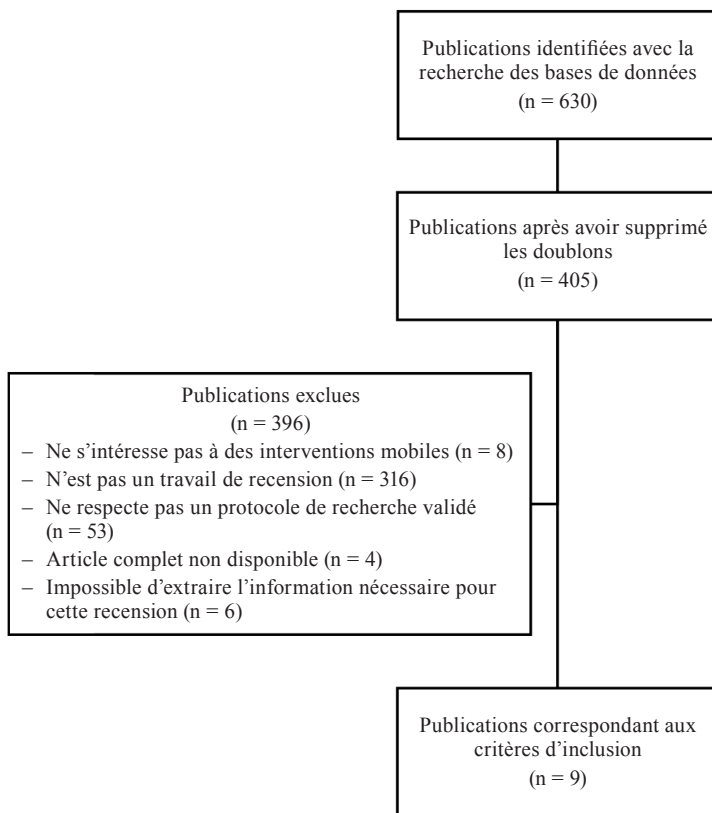 Publications identifiées avec la
recherche des bases de données
(n = 630)
Publications après avoir supprimé
les doublons
(n = 405)
Publications exclues
(n = 396)
– Ne s'intéresse pas à des interventions mobiles (n = 8)
– N'est pas un travail de recension (n = 316)
– Ne respecte pas un protocole de recherche validé
(n = 53)
– Article complet non disponible (n = 4)
– Impossible d'extraire l'information nécessaire pour
cette recension (n = 6)
Publications correspondant aux
critères d'inclusion
(n = 9)